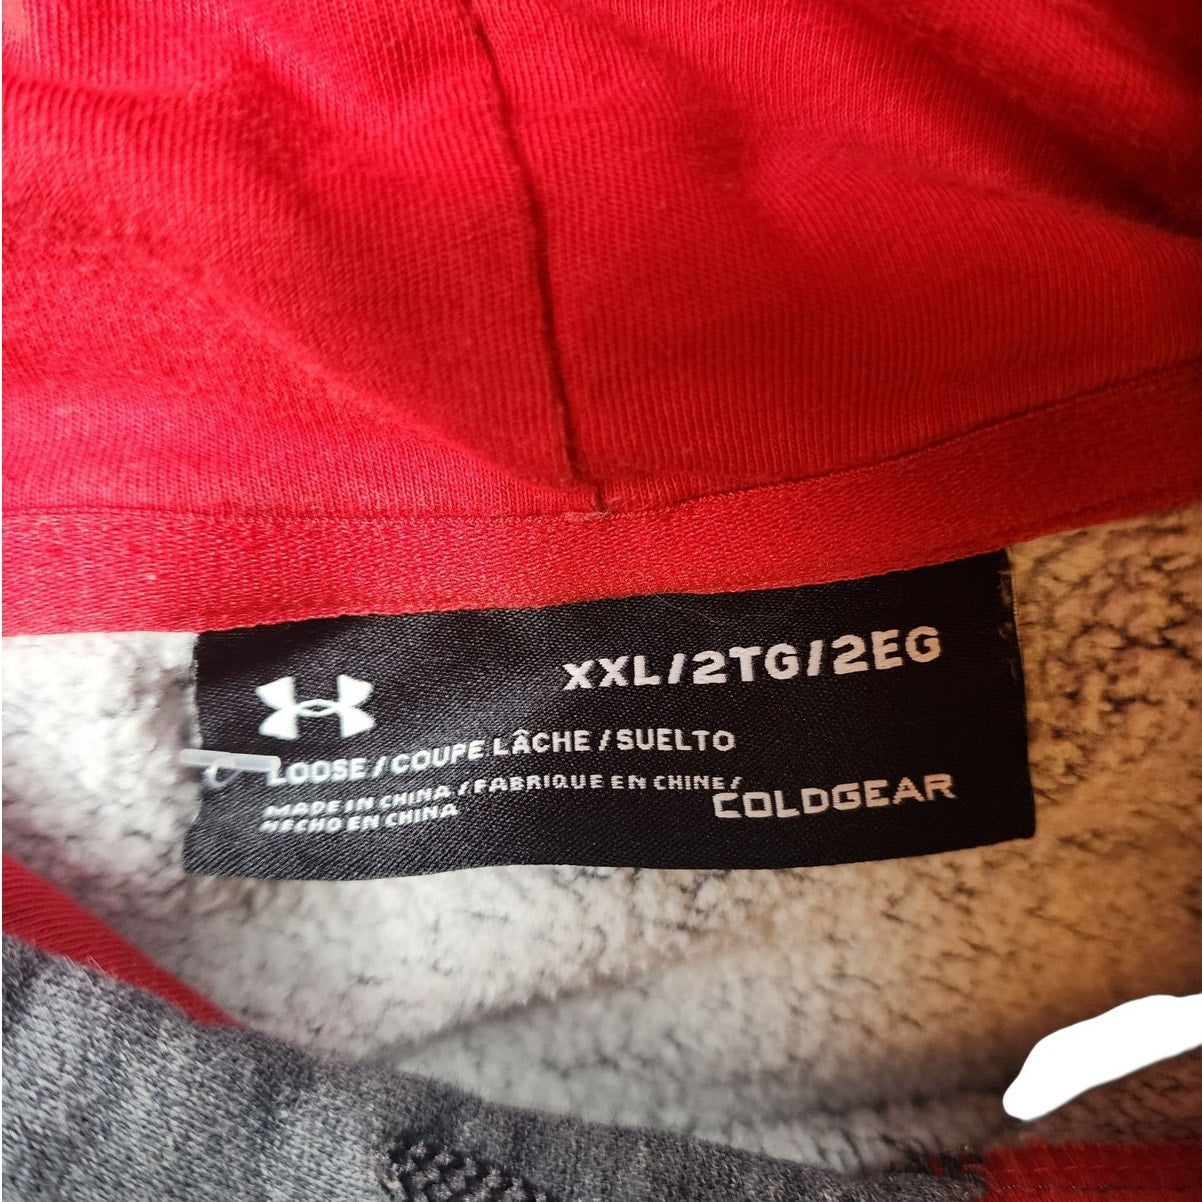 XXL/2TG/2EG
LOOSE / COUPE LÂCHE / SUELTO
MADE IN CHINA / FABRIQUE EN CHINE /
HECHO EN CHINA
COLDGEAR